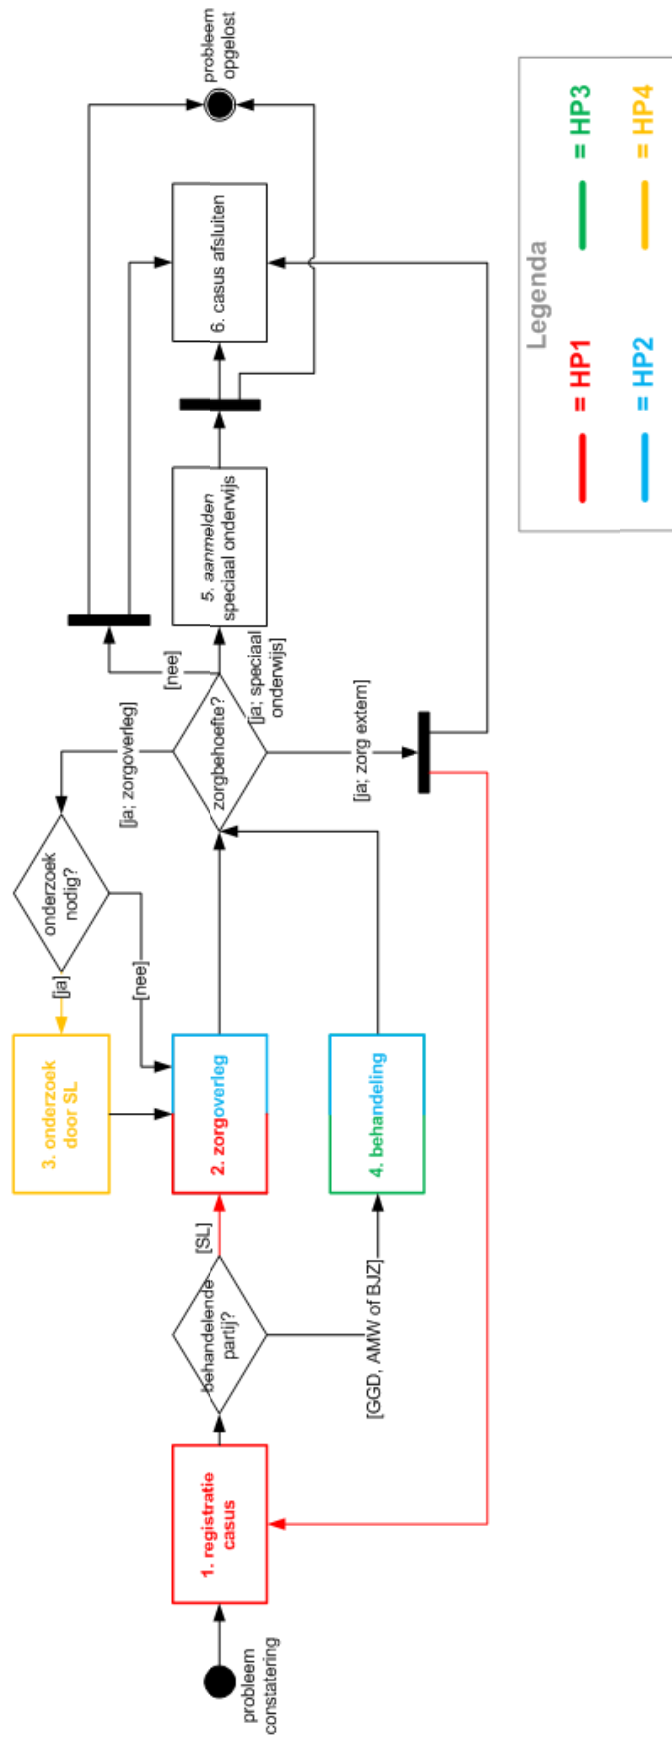 probleem
constatering
1. registratie
casus
behandelende
partij?
[SL]
[GGD, AMW of BJZ]
2. zorgoverleg
3. onderzoek
door SL
4. behandeling
[ja]
[nee]
onderzoek
nodig?
[ja; zorgoverleg]
zorgbehoefte?
[nee]
[ja; speciaal
onderwijs]
[ja; zorg extern]
5. aanmelden
speciaal onderwijs
6. casus afsluiten
probleem
opgelost
Legenda
= HP1
= HP3
= HP2
= HP4